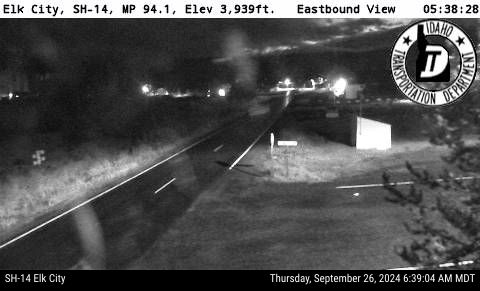 Elk City, SH-14, MP 94.1, Elev 3,939ft. Eastbound View 05:38:28
IDAHO
TRANSPORTATION DEPARTMENT
SH-14 Elk City Thursday, September 26, 2024 6:39:04 AM MDT